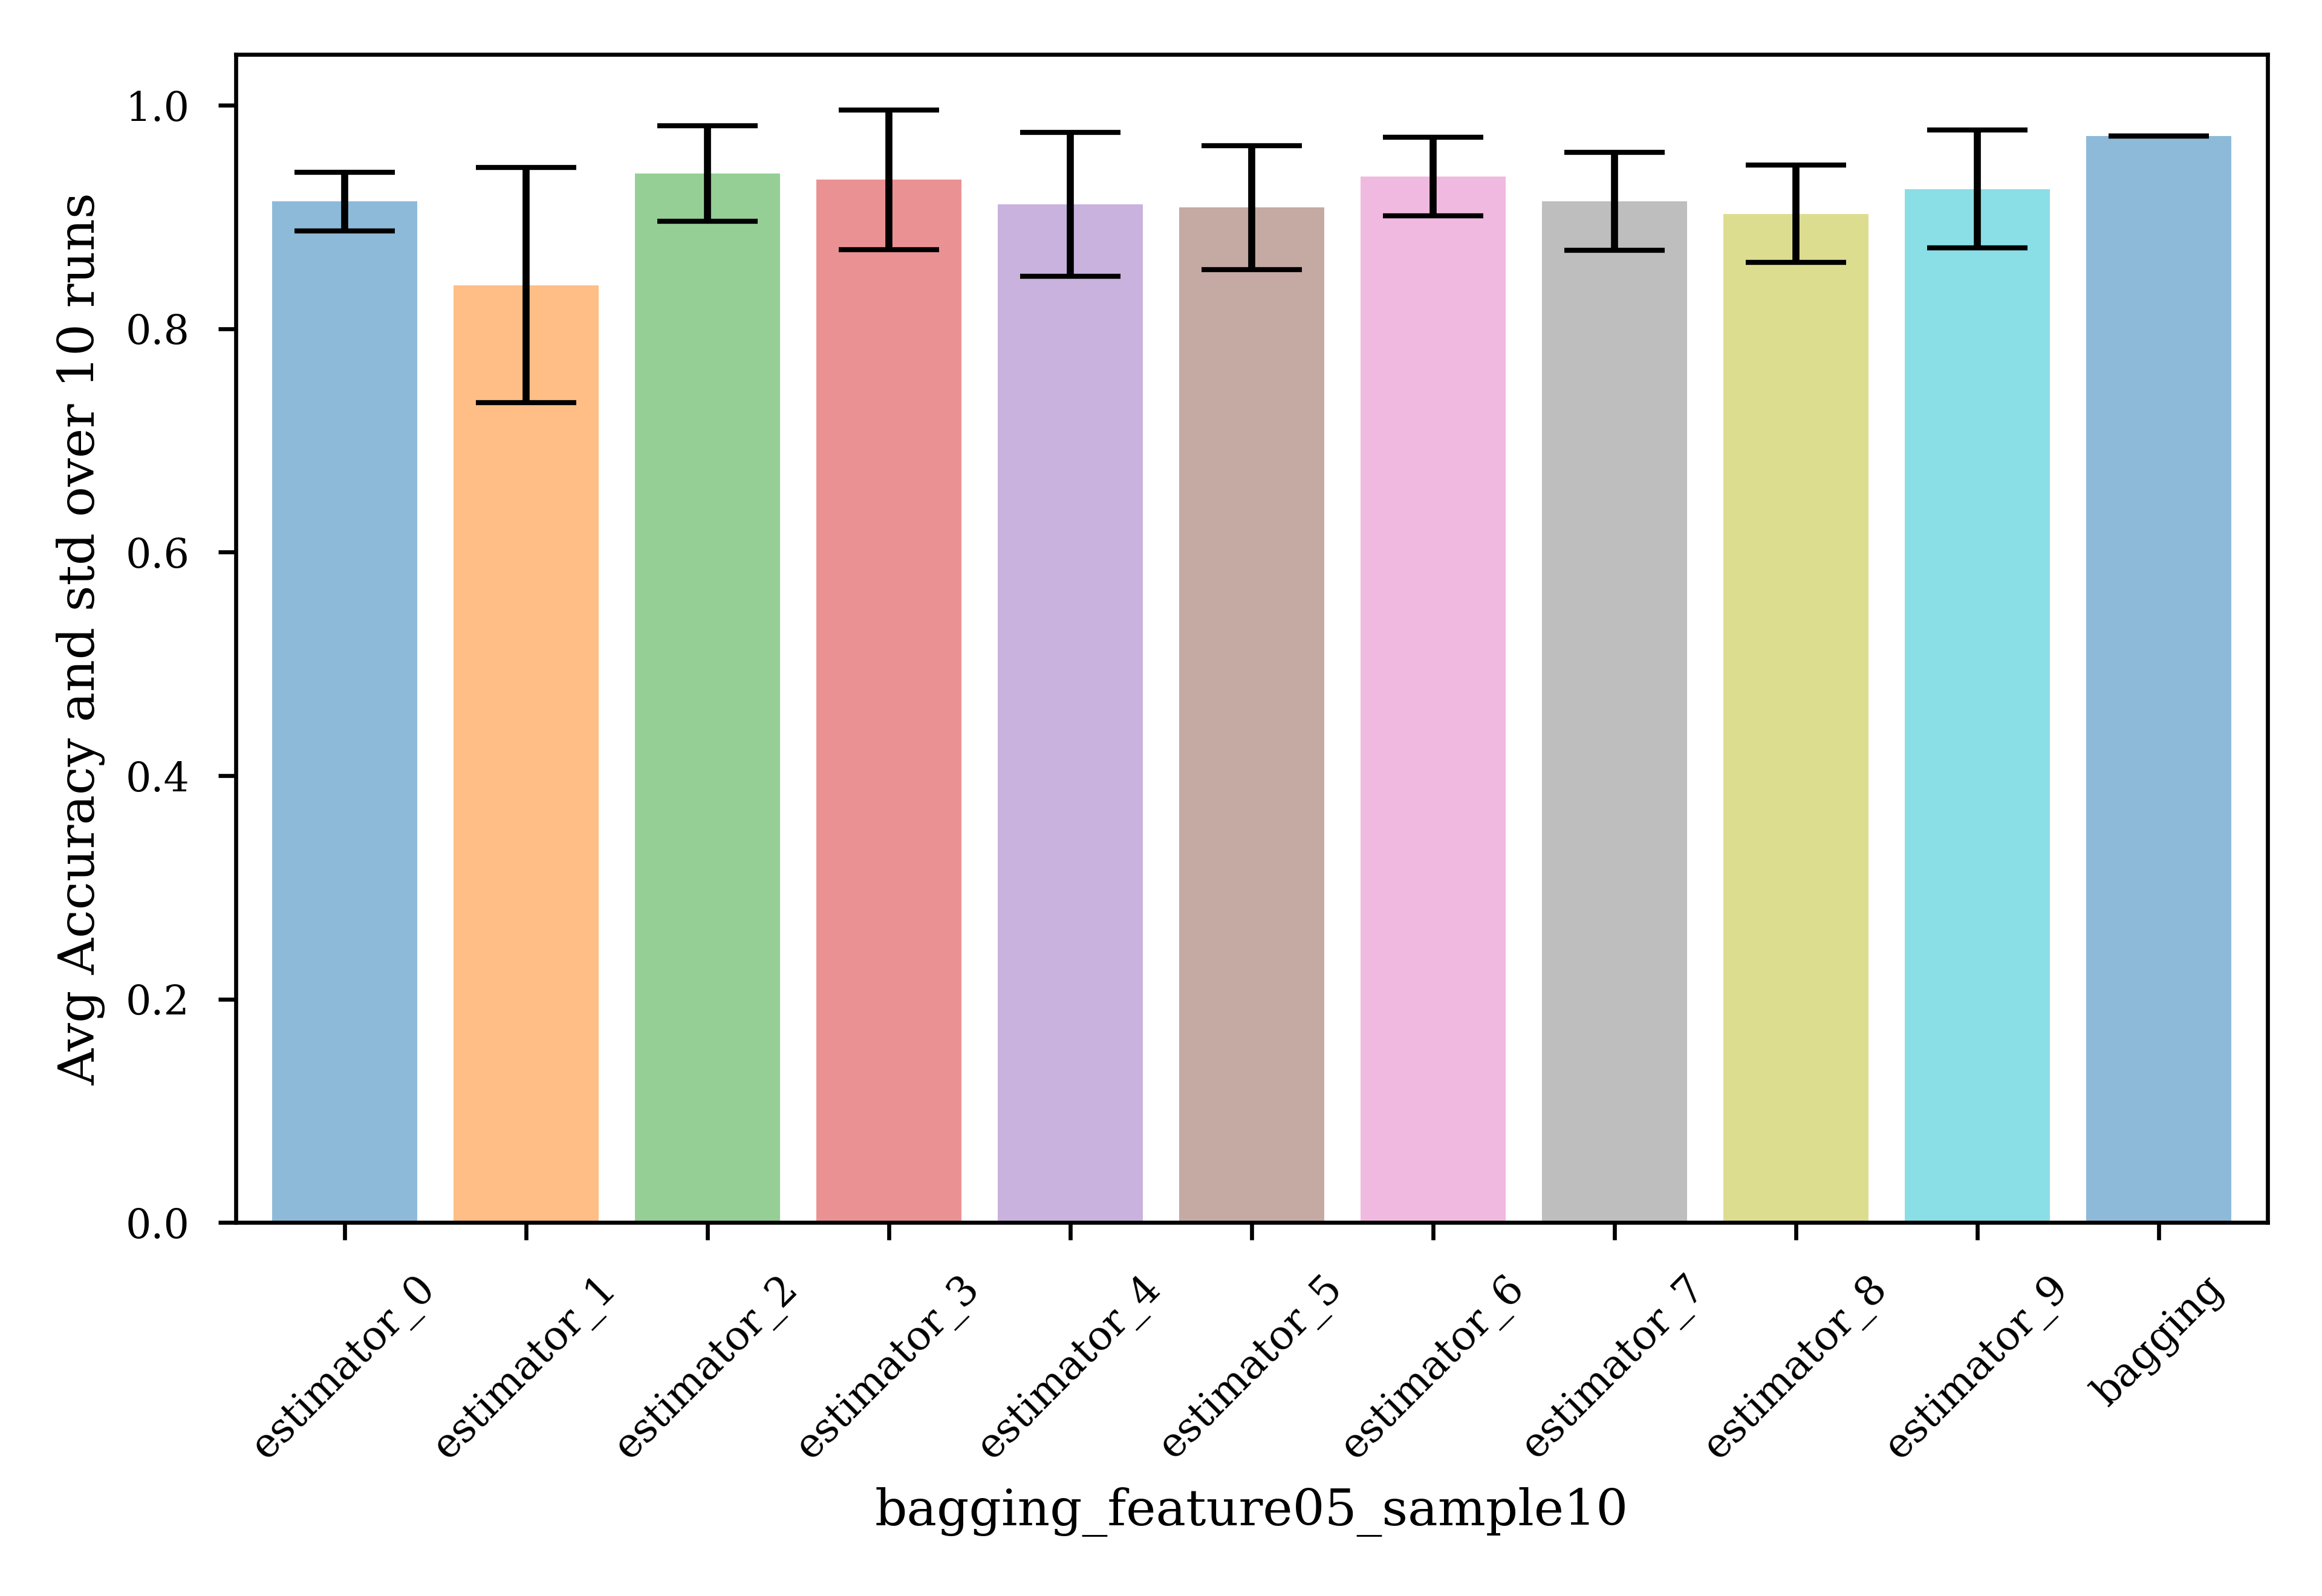 Avg Accuracy and std over 10 runs
1.0
0.8
0.6
0.4
0.2
0.0
estimator_0
estimator_1
estimator_2
estimator_3
estimator_4
estimator_5
estimator_6
estimator_7
estimator_8
estimator_9
bagging
bagging_feature05_sample10